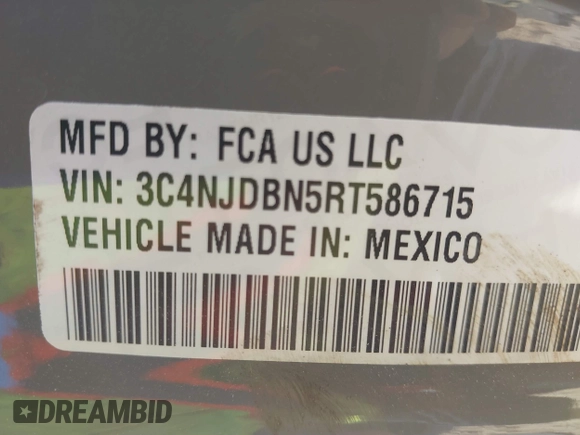 MFD BY: FCA US LLC
VIN: 3C4NJDBN5RT586715
VEHICLE MADE IN: MEXICO
DREAMBID